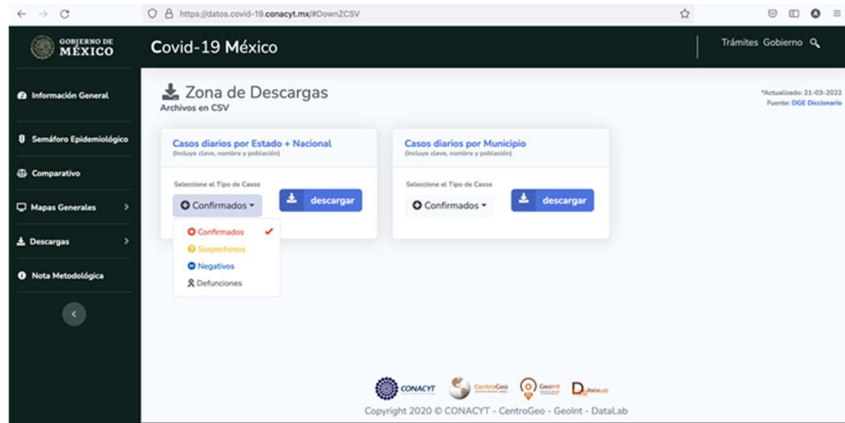 https://datos.covid-19.conacyt.mx/#DownZCSV
GOBIERNO DE
MÉXICO
Covid-19 México
Trámites Gobierno
Información General
Semáforo Epidemiológico
Comparativo
Mapas Generales
Descargas
Nota Metodológica
Zona de Descargas
Archivos en CSV
*Actualizado: 21-03-2022
Fuente: DGE Diccionario
Casos diarios por Estado + Nacional
(Incluye clave, nombre y población)
Seleccione el Tipo de Casos
Confirmados
descargar
Confirmados
Sospechosos
Negativos
Defunciones
Casos diarios por Municipio
(Incluye clave, nombre y población)
Seleccione el Tipo de Casos
Confirmados
descargar
CONACYT
CentroGeo
GeoInt
DataLab
Copyright 2020 © CONACYT - CentroGeo - GeoInt - DataLab